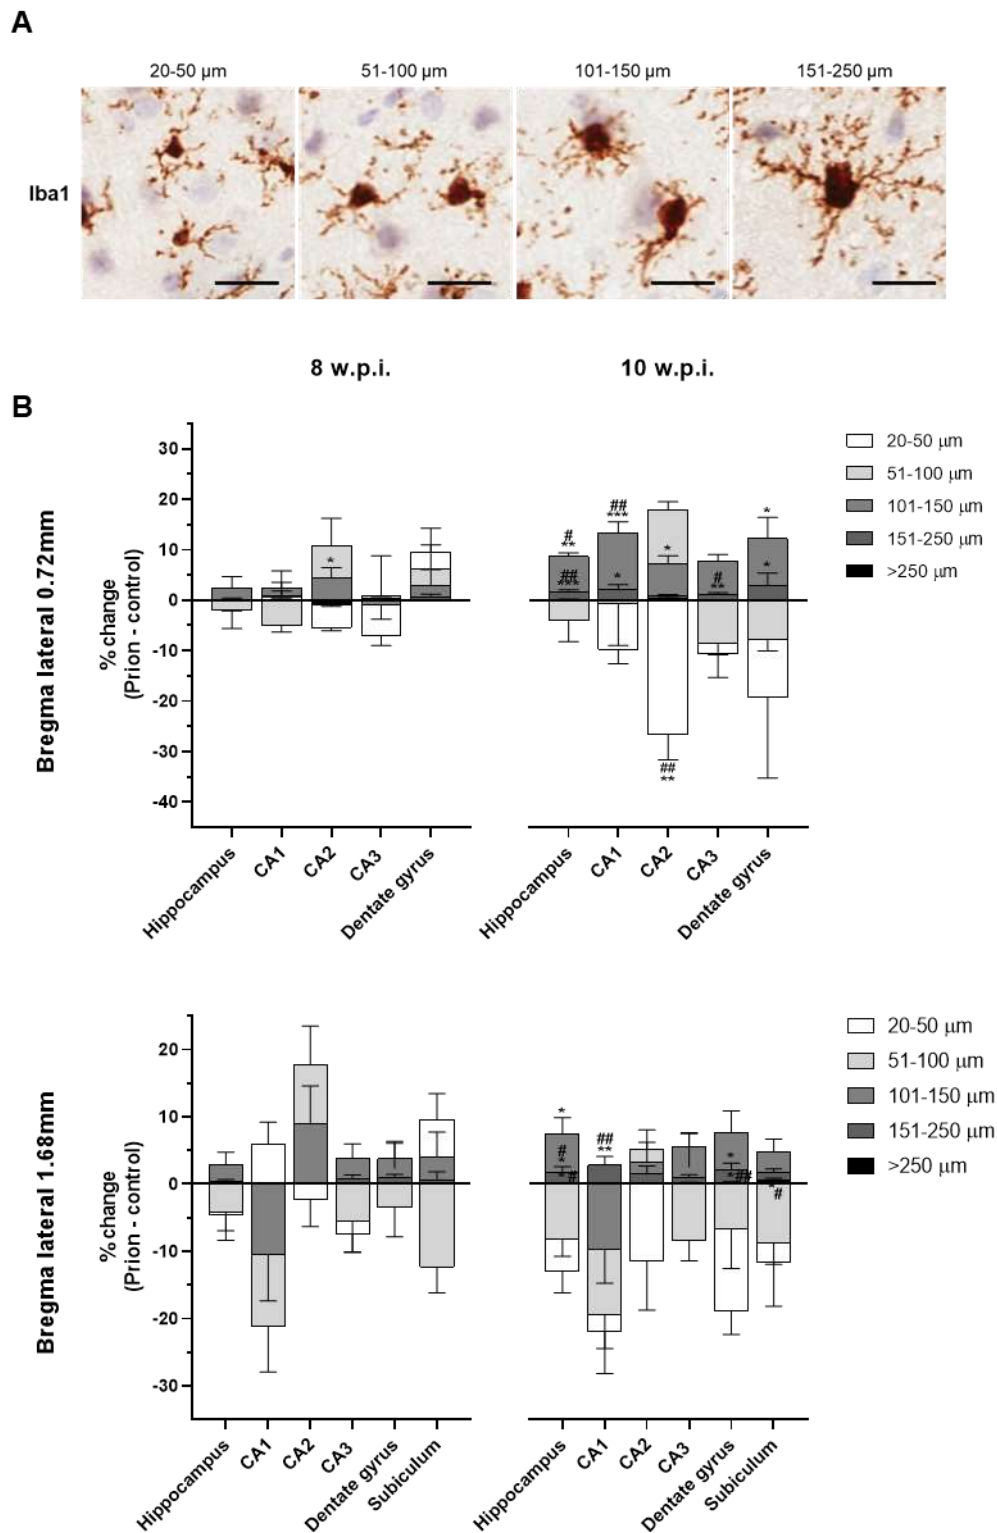 A
20-50 µm 51-100 µm 101-150 µm 151-250 µm
Iba1
8 w.p.i. 10 w.p.i.
B
Bregma lateral 0.72mm
% change
(Prion - control)
30
20
10
0
-10
-20
-30
-40
*
#
**
##
***
##
***
*
*
##
**
#
**
*
*
Hippocampus CA1 CA2 CA3 Dentate gyrus
Hippocampus CA1 CA2 CA3 Dentate gyrus
20-50 µm
51-100 µm
101-150 µm
151-250 µm
>250 µm
Bregma lateral 1.68mm
% change
(Prion - control)
20
10
0
-10
-20
-30
*
#
*
* #
##
**
*
* ##
*
#
Hippocampus CA1 CA2 CA3 Dentate gyrus Subiculum
Hippocampus CA1 CA2 CA3 Dentate gyrus Subiculum
20-50 µm
51-100 µm
101-150 µm
151-250 µm
>250 µm